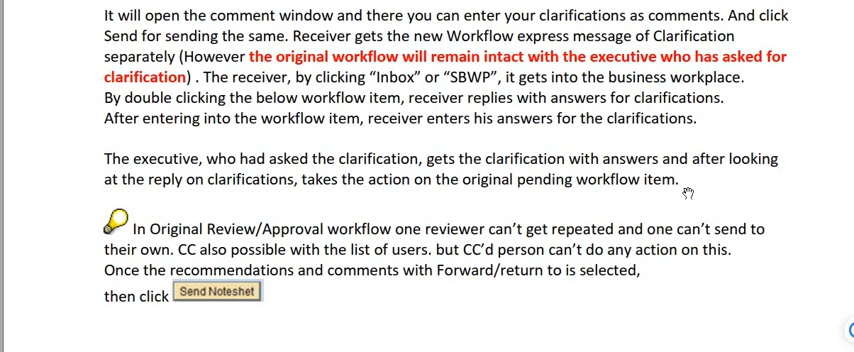 It will open the comment window and there you can enter your clarifications as comments. And click
Send for sending the same. Receiver gets the new Workflow express message of Clarification
separately (However the original workflow will remain intact with the executive who has asked for
clarification) . The receiver, by clicking “Inbox” or “SBWP”, it gets into the business workplace.
By double clicking the below workflow item, receiver replies with answers for clarifications.
After entering into the workflow item, receiver enters his answers for the clarifications.
The executive, who had asked the clarification, gets the clarification with answers and after looking
at the reply on clarifications, takes the action on the original pending workflow item.
In Original Review/Approval workflow one reviewer can’t get repeated and one can’t send to
their own. CC also possible with the list of users. but CC’d person can’t do any action on this.
Once the recommendations and comments with Forward/return to is selected,
then click Send Noteshet